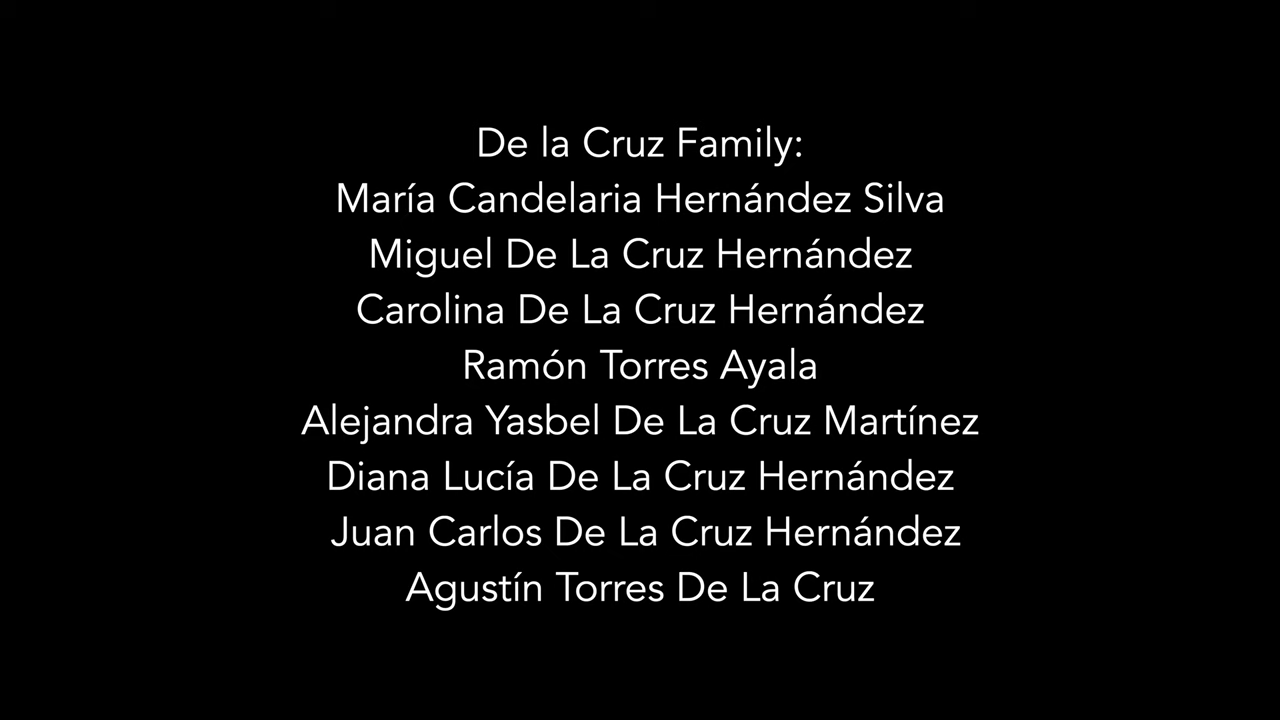 De la Cruz Family:
María Candelaria Hernández Silva
Miguel De La Cruz Hernández
Carolina De La Cruz Hernández
Ramón Torres Ayala
Alejandra Yasbel De La Cruz Martínez
Diana Lucía De La Cruz Hernández
Juan Carlos De La Cruz Hernández
Agustín Torres De La Cruz